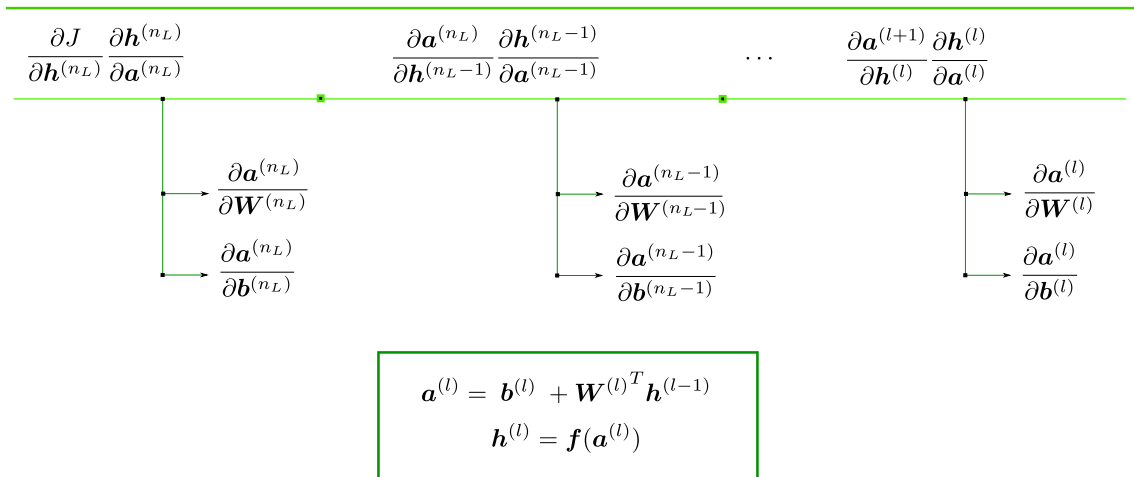 ∂J/∂h^(n_L) ∂h^(n_L)/∂a^(n_L) ∂a^(n_L)/∂h^(n_L−1) ∂h^(n_L−1)/∂a^(n_L−1) ⋯ ∂a^(l+1)/∂h^(l) ∂h^(l)/∂a^(l)
∂a^(n_L)/∂W^(n_L) ∂a^(n_L−1)/∂W^(n_L−1) ∂a^(l)/∂W^(l)
∂a^(n_L)/∂b^(n_L) ∂a^(n_L−1)/∂b^(n_L−1) ∂a^(l)/∂b^(l)
a^(l) = b^(l) + W^(l)^T h^(l−1)
h^(l) = f(a^(l))